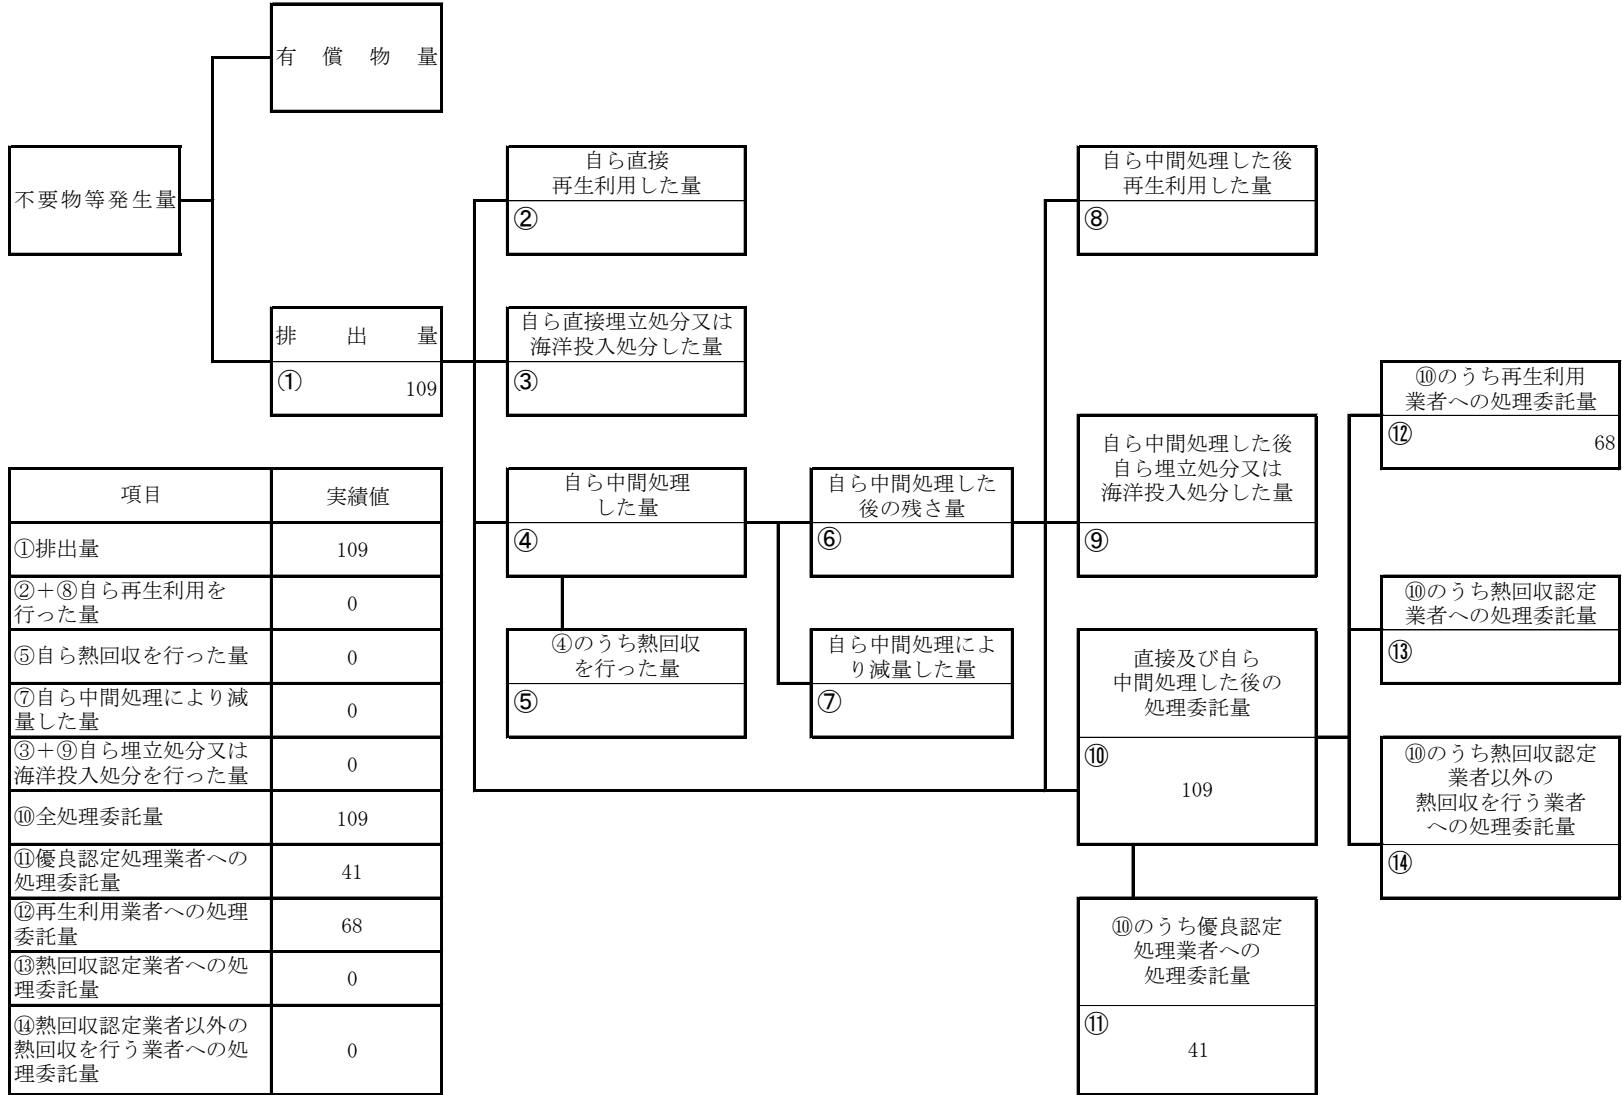 有償物量
不要物等発生量
排出量
① 109
自ら直接
再生利用した量
②
自ら直接埋立処分又は
海洋投入処分した量
③
自ら中間処理
した量
④
④のうち熱回収
を行った量
⑤
自ら中間処理した
後の残さ量
⑥
自ら中間処理によ
り減量した量
⑦
自ら中間処理した後
再生利用した量
⑧
自ら中間処理した後
自ら埋立処分又は
海洋投入処分した量
⑨
直接及び自ら
中間処理した後の
処理委託量
⑩
109
⑩のうち優良認定
処理業者への
処理委託量
⑪
41
⑩のうち再生利用
業者への処理委託量
⑫ 68
⑩のうち熱回収認定
業者への処理委託量
⑬
⑩のうち熱回収認定
業者以外の
熱回収を行う業者
への処理委託量
⑭
項目 実績値
①排出量 109
②+⑧自ら再生利用を
行った量 0
⑤自ら熱回収を行った量 0
⑦自ら中間処理により減
量した量 0
③+⑨自ら埋立処分又は
海洋投入処分を行った量 0
⑩全処理委託量 109
⑪優良認定処理業者への
処理委託量 41
⑫再生利用業者への処理
委託量 68
⑬熱回収認定業者への処
理委託量 0
⑭熱回収認定業者以外の
熱回収を行う業者への処 0
理委託量